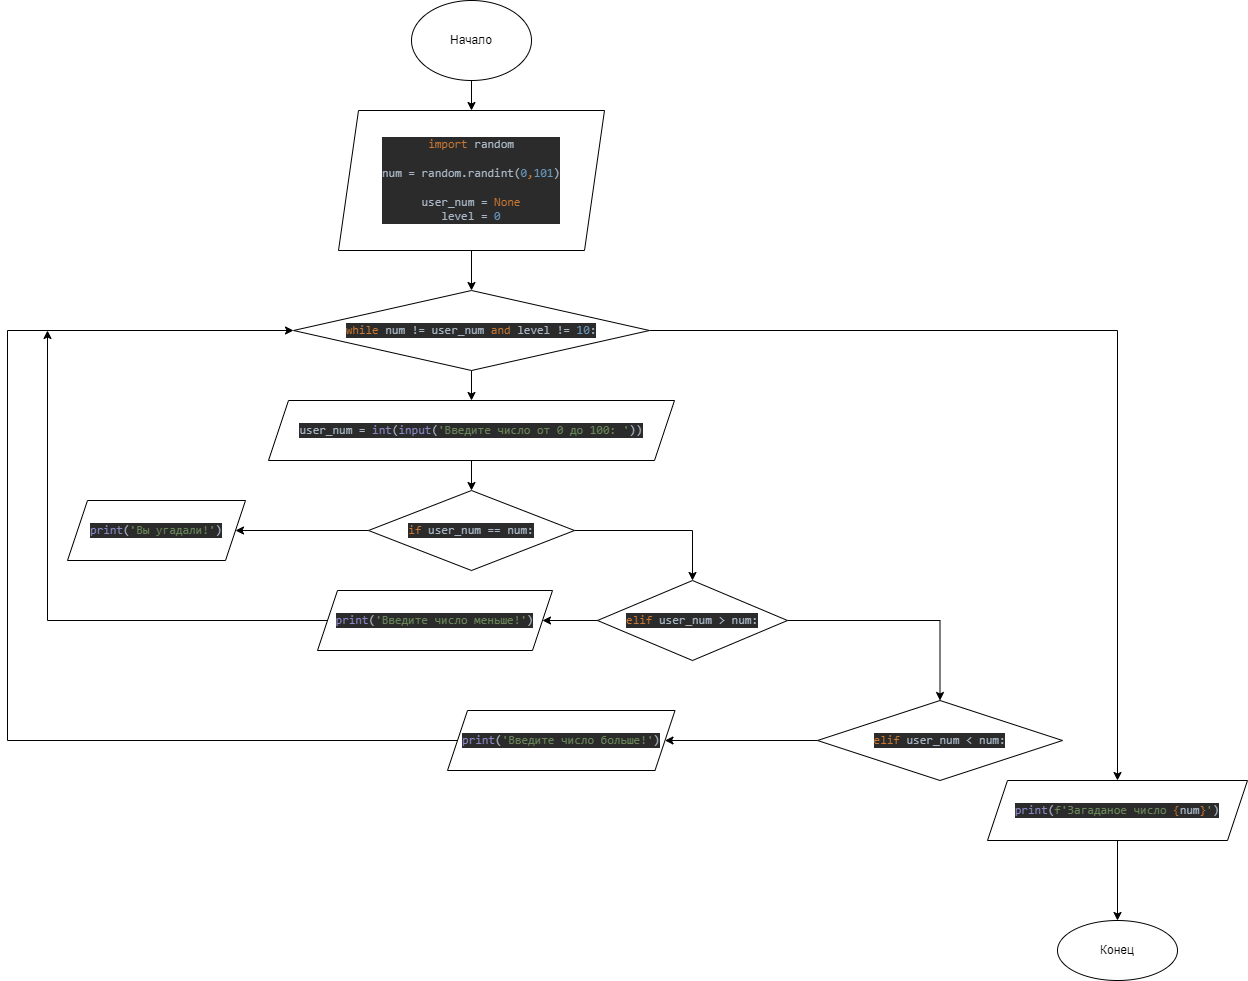 Начало
import random
num = random.randint(0,101)
user_num = None
level = 0
while num != user_num and level != 10:
user_num = int(input('Введите число от 0 до 100: '))
print('Вы угадали!')
if user_num == num:
print('Введите число меньше!')
elif user_num > num:
print('Введите число больше!')
elif user_num < num:
print(f'Загаданое число {num}')
Конец